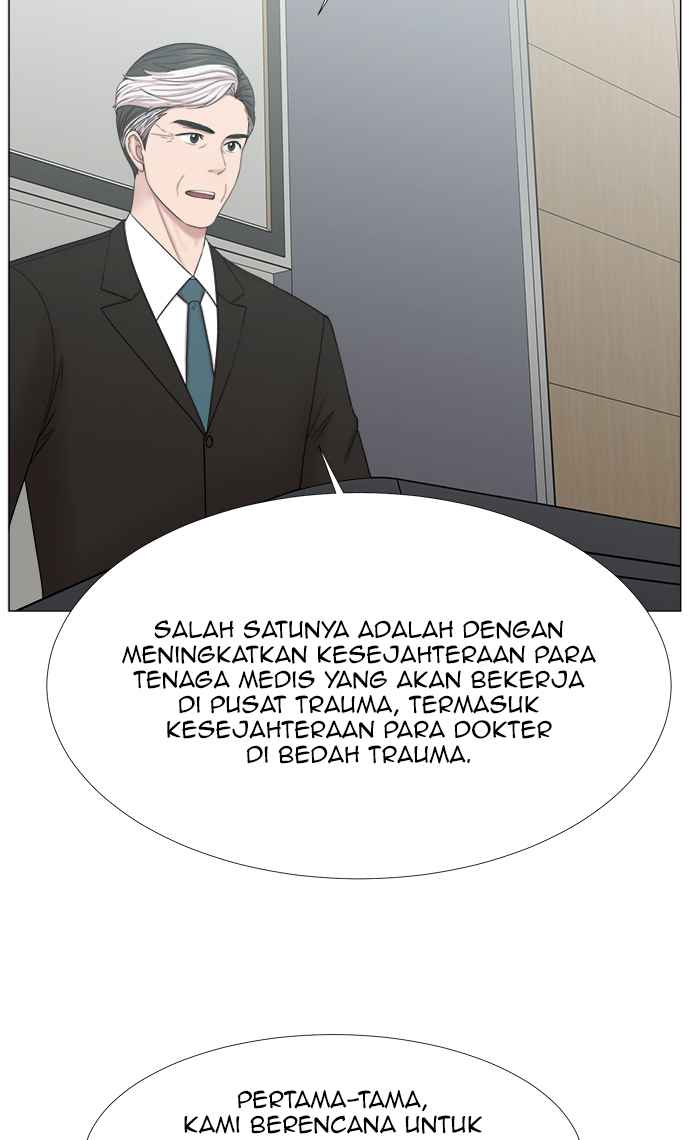 SALAH SATUNYA ADALAH DENGAN
MENINGKATKAN KESEJAHTERAAN PARA
TENAGA MEDIS YANG AKAN BEKERJA
DI PUSAT TRAUMA, TERMASUK
KESEJAHTERAAN PARA DOKTER
DI BEDAH TRAUMA.
PERTAMA-TAMA,
KAMI BERENCANA UNTUK